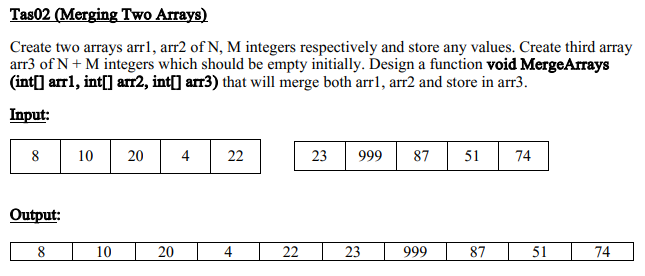 Tas02 (Merging Two Arrays)
Create two arrays arr1, arr2 of N, M integers respectively and store any values. Create third array
arr3 of N + M integers which should be empty initially. Design a function void MergeArrays
(int[] arr1, int[] arr2, int[] arr3) that will merge both arr1, arr2 and store in arr3.
Input:
8 10 20 4 22 23 999 87 51 74
Output:
8 10 20 4 22 23 999 87 51 74